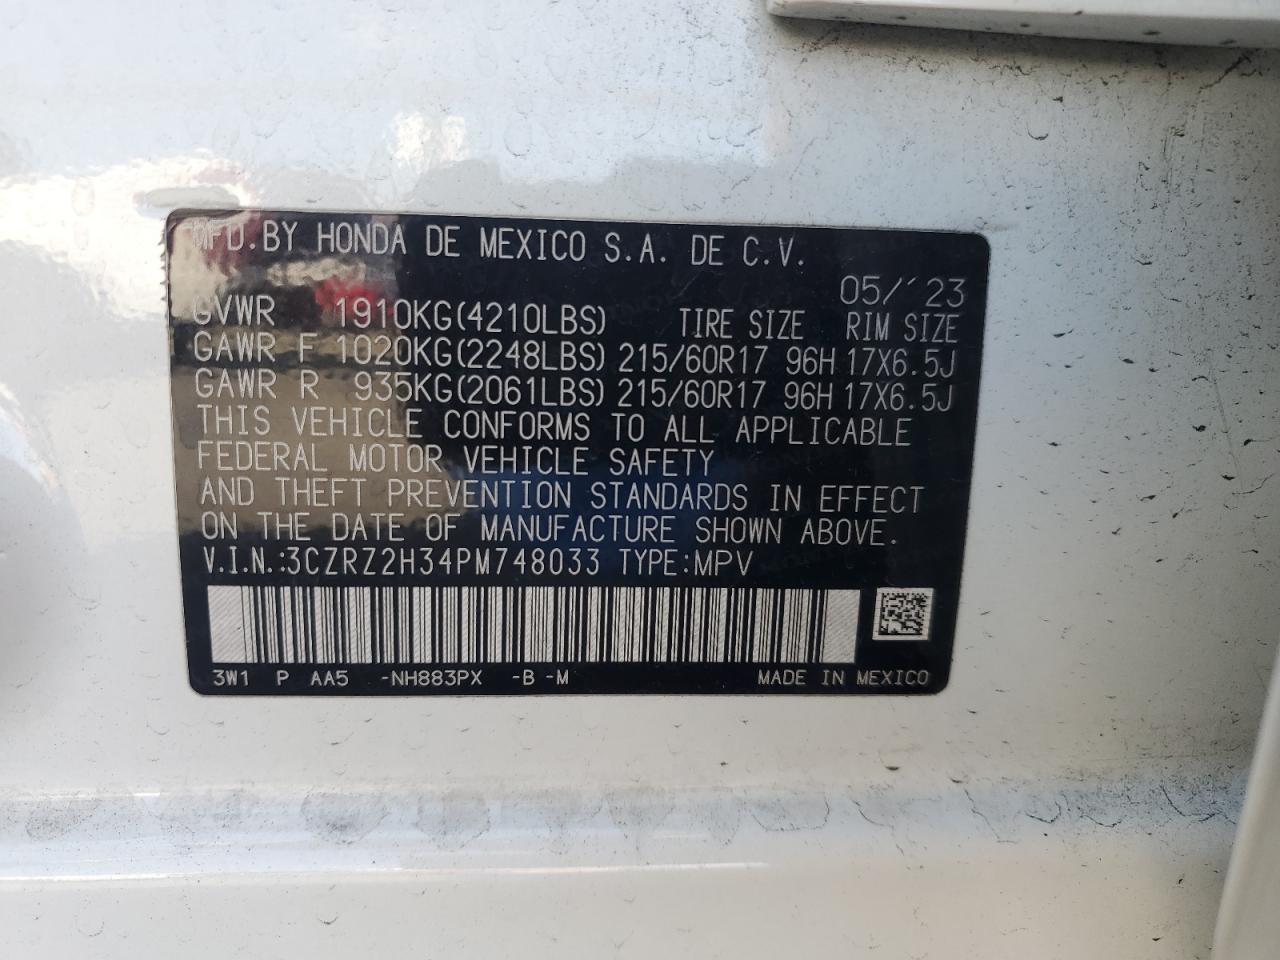 MFD. BY HONDA DE MEXICO S.A. DE C.V.
05/'23
GVWR 1910KG(4210LBS) TIRE SIZE RIM SIZE
GAWR F 1020KG(2248LBS) 215/60R17 96H 17X6.5J
GAWR R 935KG(2061LBS) 215/60R17 96H 17X6.5J
THIS VEHICLE CONFORMS TO ALL APPLICABLE
FEDERAL MOTOR VEHICLE SAFETY
AND THEFT PREVENTION STANDARDS IN EFFECT
ON THE DATE OF MANUFACTURE SHOWN ABOVE.
V.I.N.:3CZRZ2H34PM748033 TYPE:MPV
3W1 P AA5 -NH883PX -B -M MADE IN MEXICO